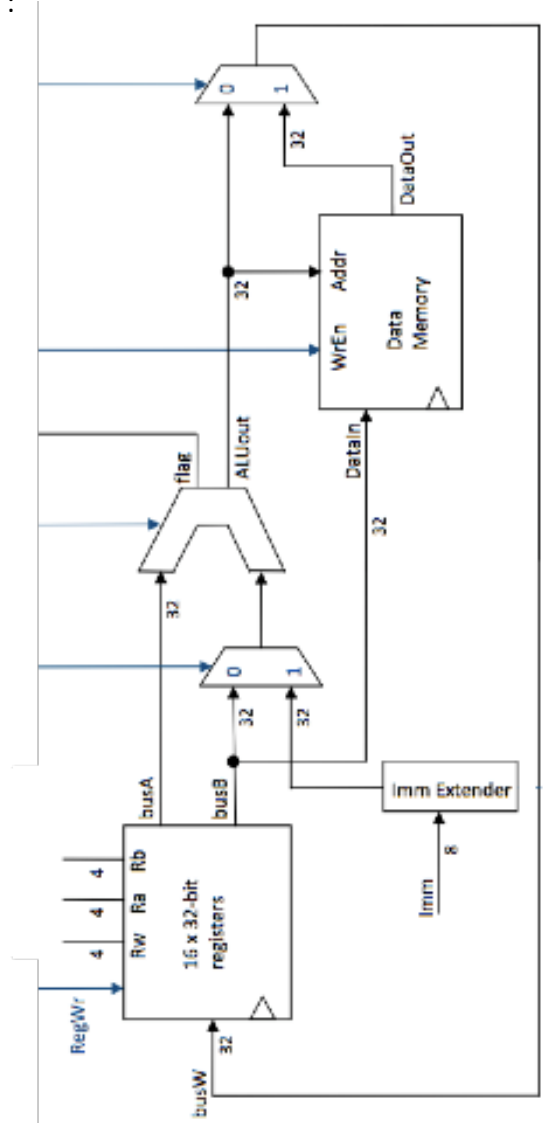 :
RegWr
4
4
4
Rw
Ra
Rb
16 x 32-bit
registers
busW
32
busA
busB
32
32
32
0
1
Imm
8
Imm Extender
flag
ALUout
32
DataIn
32
WrEn
Addr
Data
Memory
DataOut
32
0
1